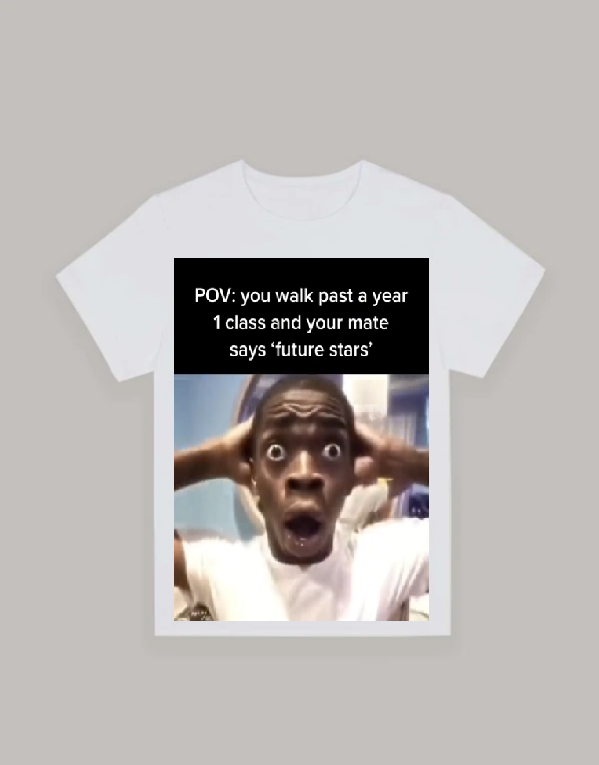 POV: you walk past a year
1 class and your mate
says ‘future stars’